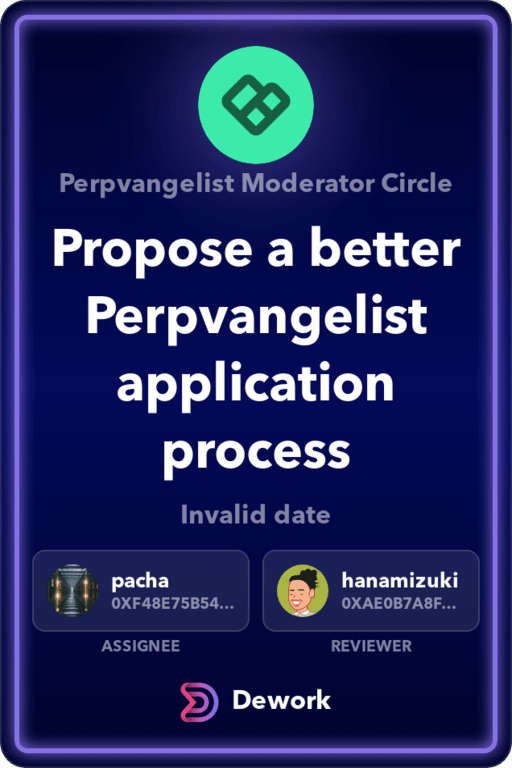 Perpvangelist Moderator Circle
Propose a better
Perpvangelist
application
process
Invalid date
pacha
0XF48E75B54...
hanamizuki
0XAE0B7A8F...
ASSIGNEE
REVIEWER
Dework